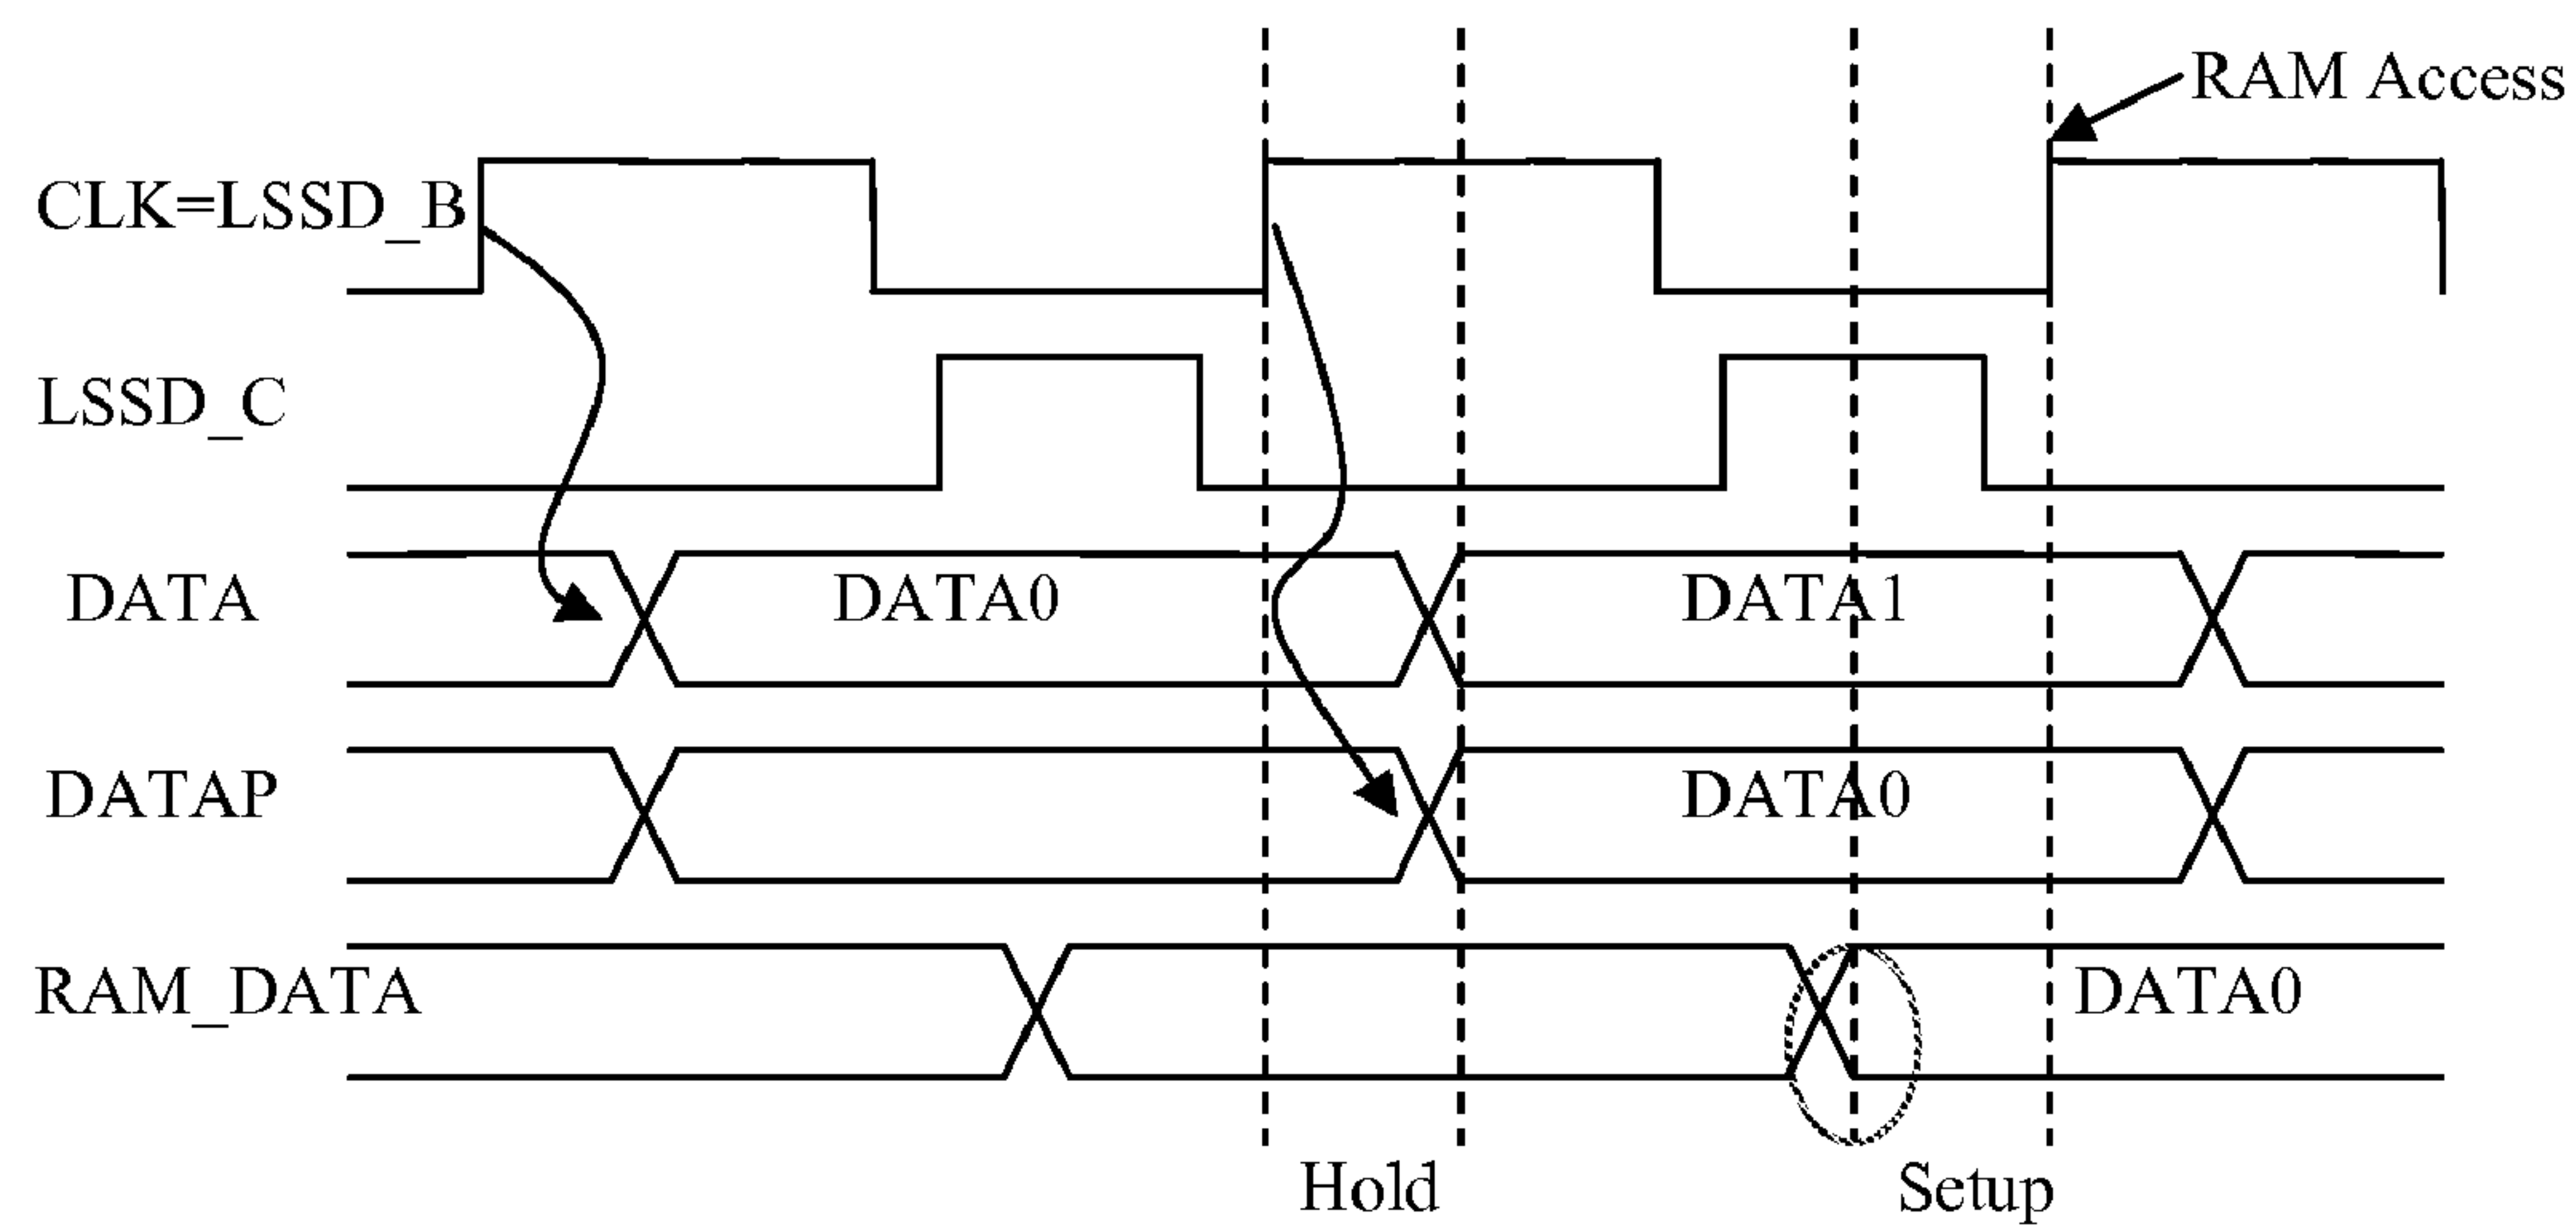 RAM Access
CLK=LSSD_B
LSSD_C
DATA DATA0 DATA1
DATAP DATA0
RAM_DATA DATA0
Hold Setup